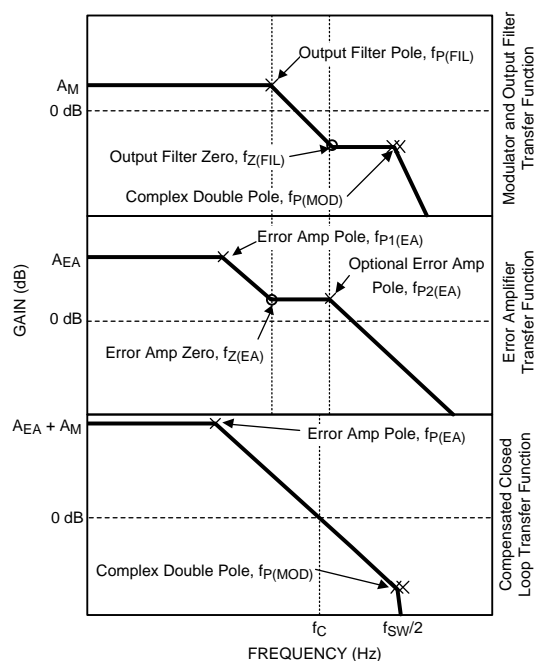 Output Filter Pole, fP(FIL)
AM
0 dB
Output Filter Zero, fZ(FIL)
Complex Double Pole, fP(MOD)
Modulator and Output Filter
Transfer Function
Error Amp Pole, fP1(EA)
AEA
Optional Error Amp
Pole, fP2(EA)
0 dB
Error Amp Zero, fZ(EA)
Error Amplifier
Transfer Function
GAIN (dB)
AEA + AM
Error Amp Pole, fP(EA)
0 dB
Complex Double Pole, fP(MOD)
Compensated Closed
Loop Transfer Function
fC
fSW/2
FREQUENCY (Hz)